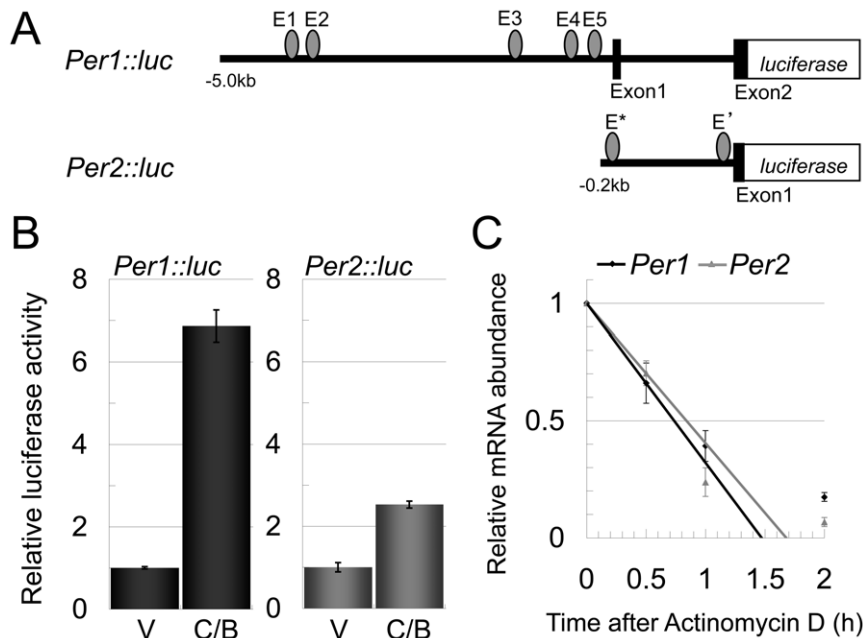 A
E1 E2 E3 E4 E5
Per1::luc
-5.0kb
Exon1
Exon2
luciferase
E* E’
Per2::luc
-0.2kb
Exon1
luciferase
B
Per1::luc
Per2::luc
Relative luciferase activity
8
6
4
2
0
V C/B
8
6
4
2
0
V C/B
C
Per1 Per2
Relative mRNA abundance
1
0.5
0
0 0.5 1 1.5 2
Time after Actinomycin D (h)